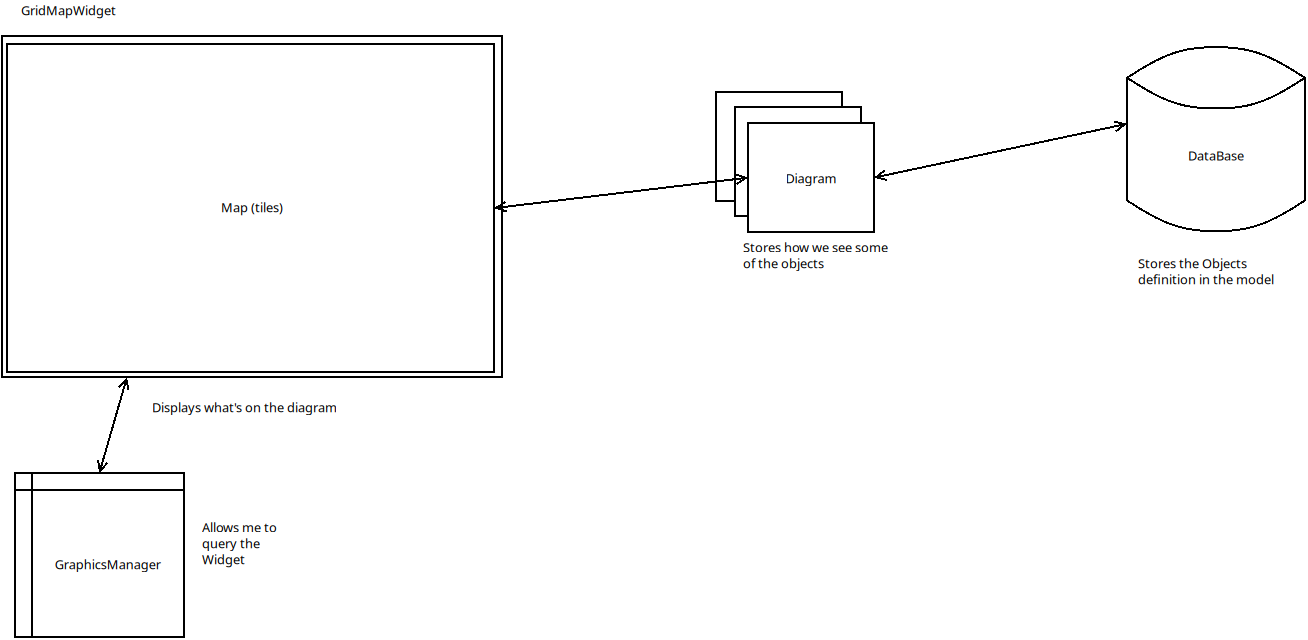 GridMapWidget
Map (tiles)
Diagram
DataBase
Stores how we see some
of the objects
Stores the Objects
definition in the model
Displays what's on the diagram
GraphicsManager
Allows me to
query the
Widget